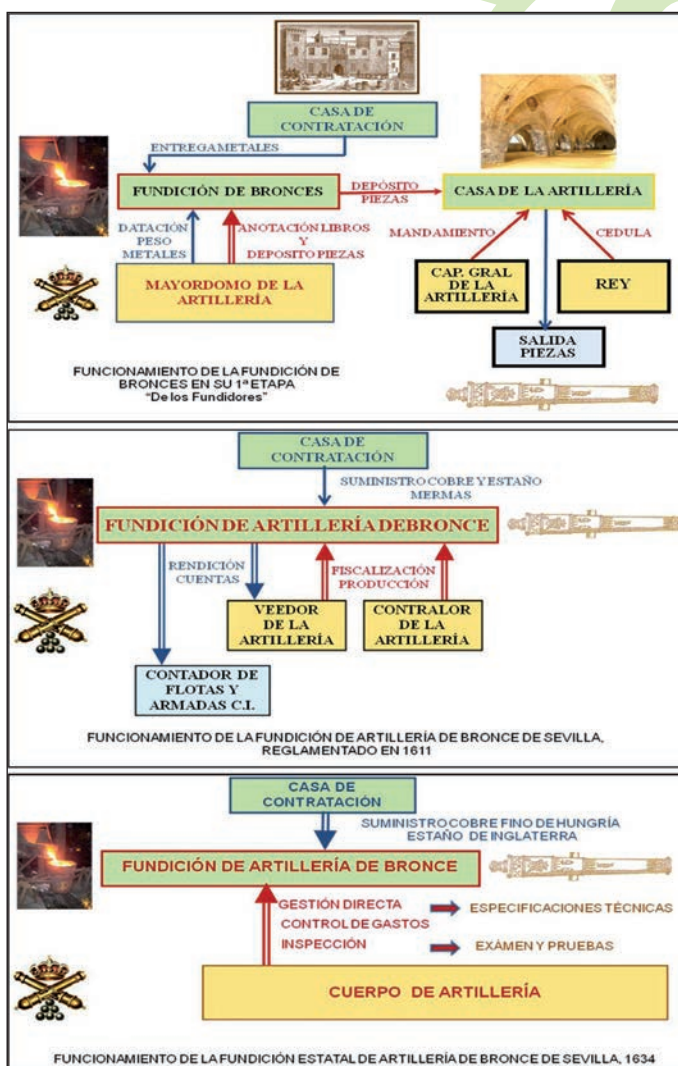 CASA DE
CONTRATACIÓN
ENTREGA METALES
FUNDICIÓN DE BRONCES
DEPÓSITO
PIEZAS
CASA DE LA ARTILLERÍA
DATACIÓN
PESO
METALES
ANOTACIÓN LIBROS
Y
DEPOSITO PIEZAS
MANDAMIENTO
CEDULA
MAYORDOMO DE LA
ARTILLERÍA
CAP. GRAL
DE LA
ARTILLERÍA
REY
SALIDA
PIEZAS
FUNCIONAMIENTO DE LA FUNDICIÓN DE
BRONCES EN SU 1ª ETAPA
"De los Fundidores"
CASA DE
CONTRATACIÓN
SUMINISTRO COBRE Y ESTAÑO
MERMAS
FUNDICIÓN DE ARTILLERÍA DEBRONCE
RENDICIÓN
CUENTAS
FISCALIZACIÓN
PRODUCCIÓN
VEEDOR
DE LA
ARTILLERÍA
CONTRALOR
DE LA
ARTILLERÍA
CONTADOR DE
FLOTAS Y
ARMADAS C.I.
FUNCIONAMIENTO DE LA FUNDICIÓN DE ARTILLERÍA DE BRONCE DE SEVILLA,
REGLAMENTADO EN 1611
CASA DE
CONTRATACIÓN
SUMINISTRO COBRE FINO DE HUNGRÍA
ESTAÑO DE INGLATERRA
FUNDICIÓN DE ARTILLERÍA DE BRONCE
GESTIÓN DIRECTA
CONTROL DE GASTOS
INSPECCIÓN
ESPECIFICACIONES TÉCNICAS
EXÁMEN Y PRUEBAS
CUERPO DE ARTILLERÍA
FUNCIONAMIENTO DE LA FUNDICIÓN ESTATAL DE ARTILLERÍA DE BRONCE DE SEVILLA, 1634